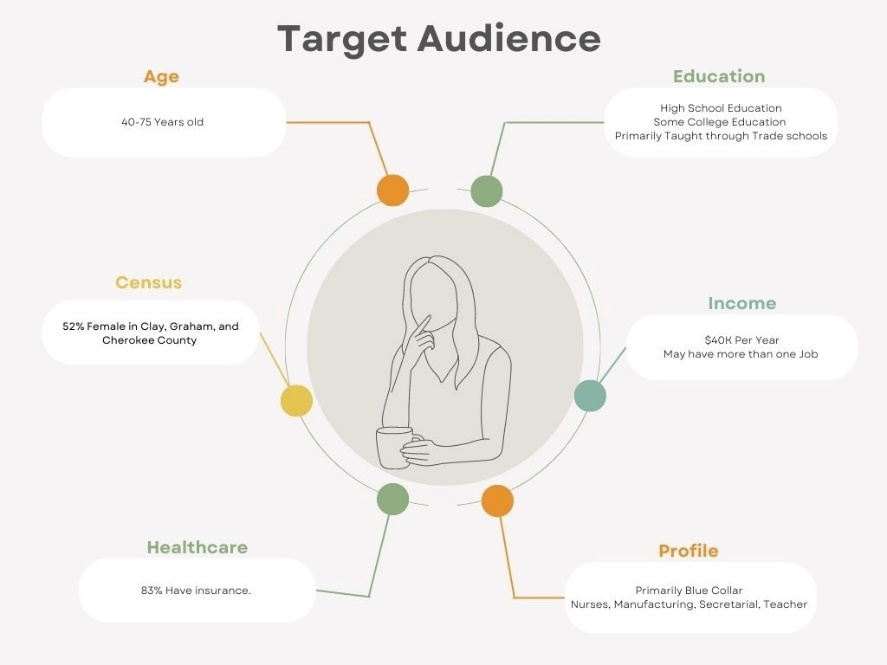 Target Audience
Age
40-75 Years old
Education
High School Education
Some College Education
Primarily Taught through Trade schools
Census
52% Female in Clay, Graham, and
Cherokee County
Income
$40K Per Year
May have more than one Job
Healthcare
83% Have insurance.
Profile
Primarily Blue Collar
Nurses, Manufacturing, Secretarial, Teacher